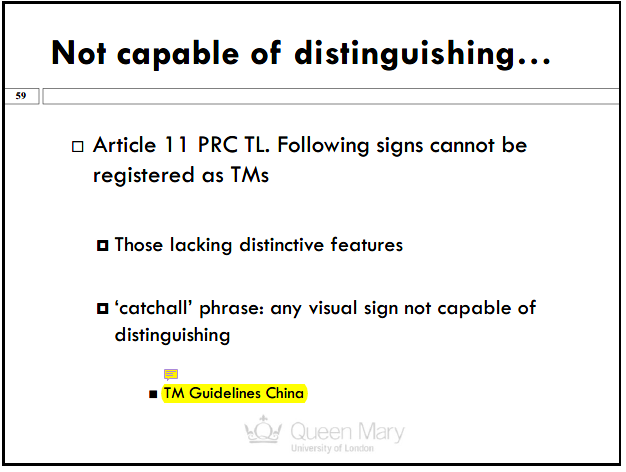 Not capable of distinguishing...
59
Article 11 PRC TL. Following signs cannot be
registered as TMs
Those lacking distinctive features
‘catchall’ phrase: any visual sign not capable of
distinguishing
TM Guidelines China
Queen Mary
University of London